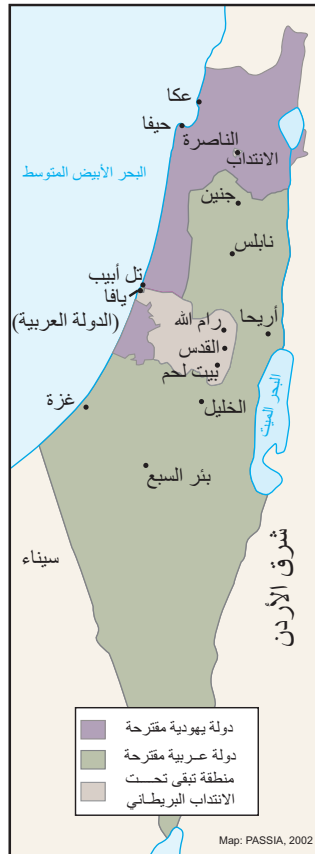 عكا
حيفا
الناصرة
الانتداب
البحر الأبيض المتوسط
جنين
نابلس
تل أبيب
يافا
(الدولة العربية)
رام الله
أريحا
القدس
بيت لحم
الخليل
البحر الميت
غزة
بئر السبع
سيناء
شرق الأردن
دولة يهودية مقترحة
دولة عـربية مقترحة
منطقة تبقى تحـــت
الانتداب البريطـاني
Map: PASSIA, 2002